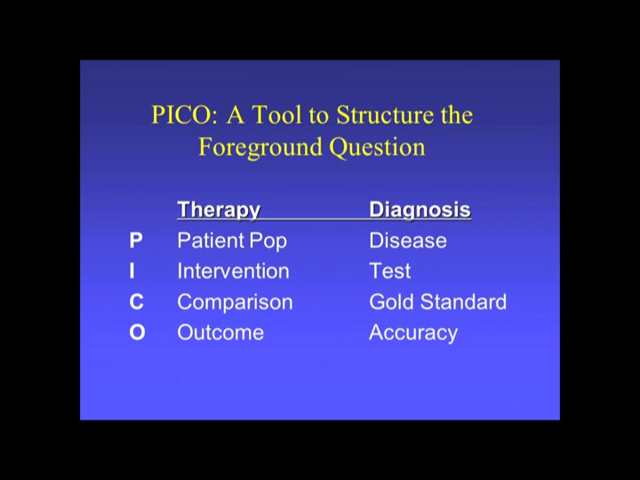 PICO: A Tool to Structure the
Foreground Question
Therapy Diagnosis
P Patient Pop Disease
I Intervention Test
C Comparison Gold Standard
O Outcome Accuracy